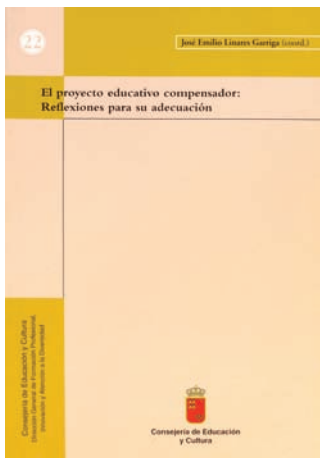 22
José Emilio Linares Garriga (coord.)
El proyecto educativo compensador:
Reflexiones para su adecuación
Consejería de Educación y Cultura
Dirección General de Formación Profesional,
Innovación y Atención a la Diversidad
Consejería de Educación
y Cultura